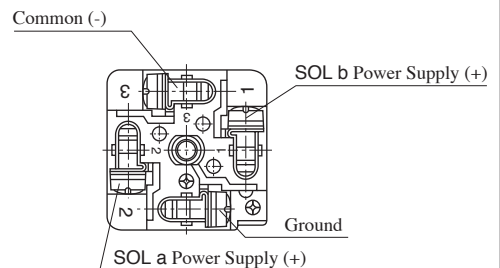 Common (-)
SOL b Power Supply (+)
3
1
3
2
1
2
Ground
SOL a Power Supply (+)